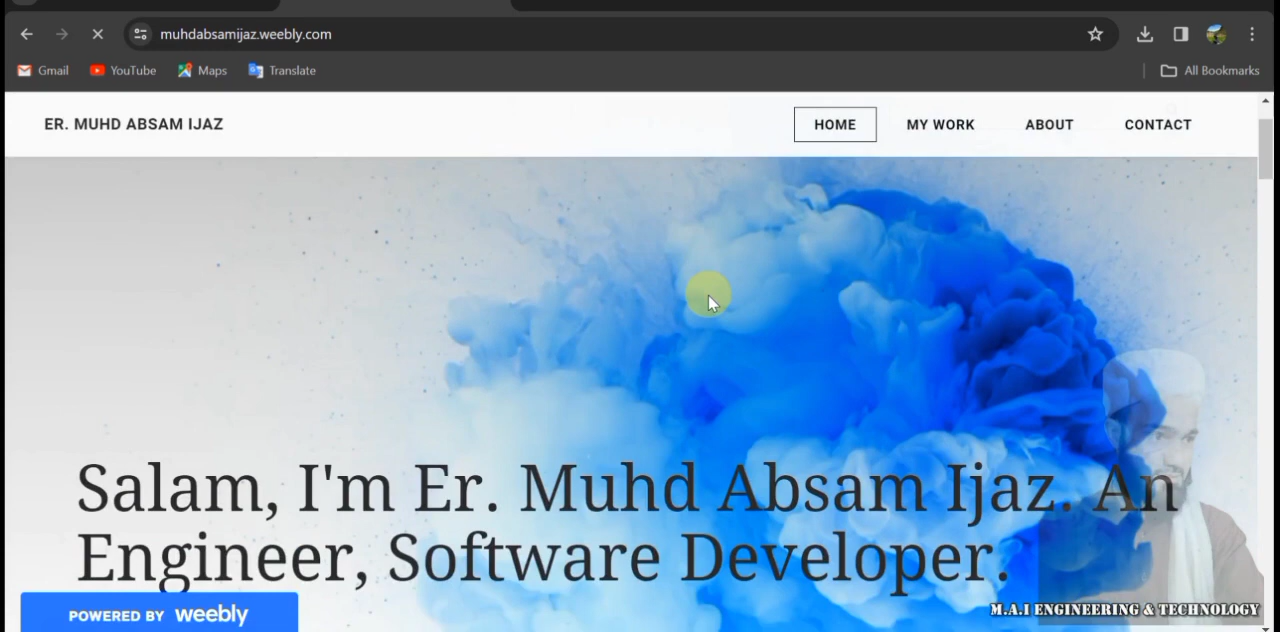 muhdabsamijaz.weebly.com
Gmail YouTube Maps Translate All Bookmarks
ER. MUHD ABSAM IJAZ HOME MY WORK ABOUT CONTACT
Salam, I'm Er. Muhd Absam Ijaz. An
Engineer, Software Developer.
POWERED BY weebly
M.A.I ENGINEERING & TECHNOLOGY